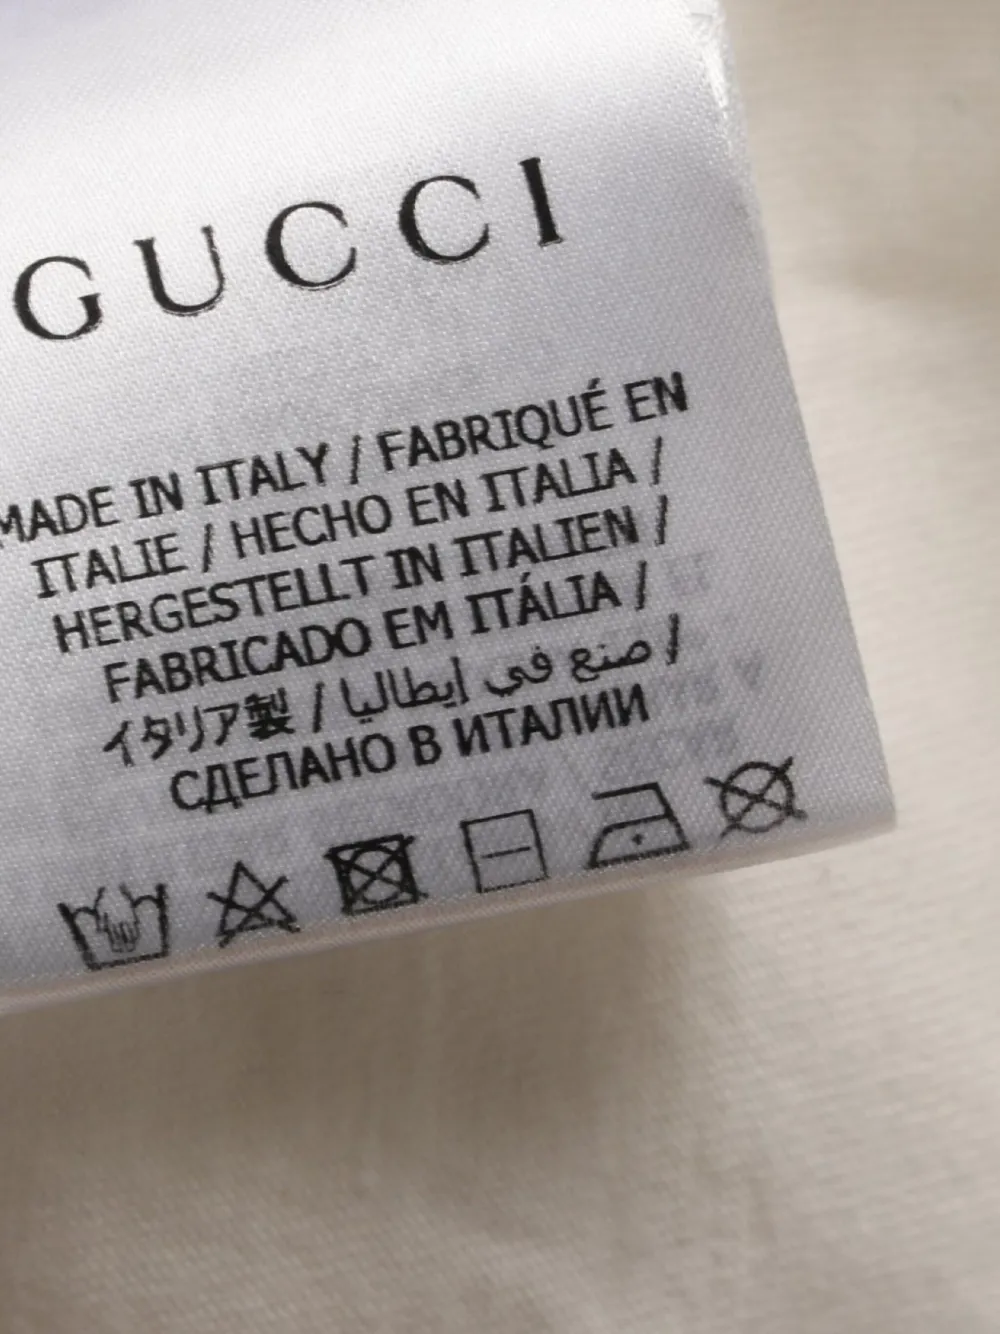 GUCCI
MADE IN ITALY / FABRIQUÉ EN
ITALIE / HECHO EN ITALIA /
HERGESTELLT IN ITALIEN /
FABRICADO EM ITÁLIA /
صنع في إيطاليا /
イタリア製 /
СДЕЛАНО В ИТАЛИИ